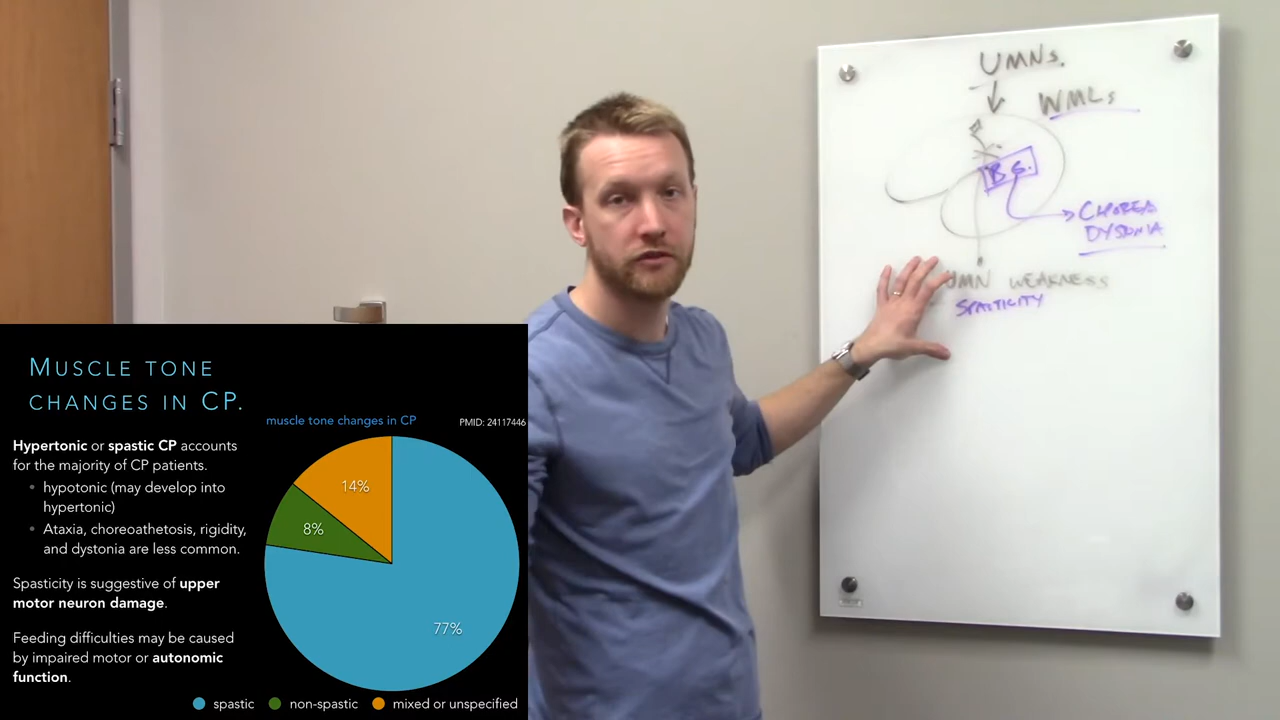 UMNs.
WMLs
B G.
CHOREA
DYSONIA
UMN WEAKNESS
SPASTICITY
MUSCLE TONE
CHANGES IN CP.
muscle tone changes in CP
PMID: 24117446
Hypertonic or spastic CP accounts
for the majority of CP patients.
• hypotonic (may develop into
hypertonic)
• Ataxia, choreoathetosis, rigidity,
and dystonia are less common.
Spasticity is suggestive of upper
motor neuron damage.
Feeding difficulties may be caused
by impaired motor or autonomic
function.
14%
8%
77%
spastic
non-spastic
mixed or unspecified